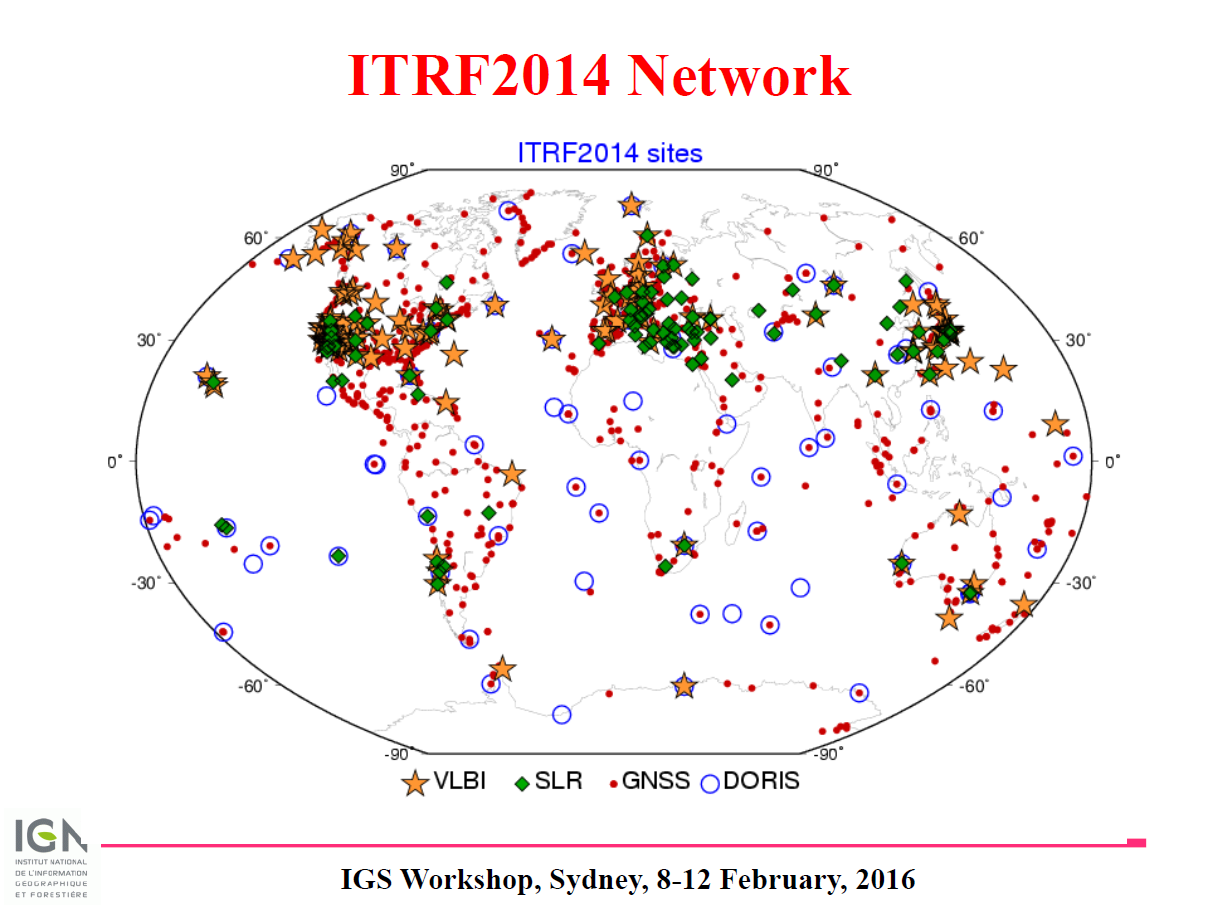 ITRF2014 Network
ITRF2014 sites
90° 90°
60° 60°
30° 30°
0° 0°
-30° -30°
-60° -60°
-90° -90°
VLBI SLR GNSS DORIS
IGN
INSTITUT NATIONAL
DE L'INFORMATION
GÉOGRAPHIQUE
ET FORESTIÈRE
IGS Workshop, Sydney, 8-12 February, 2016